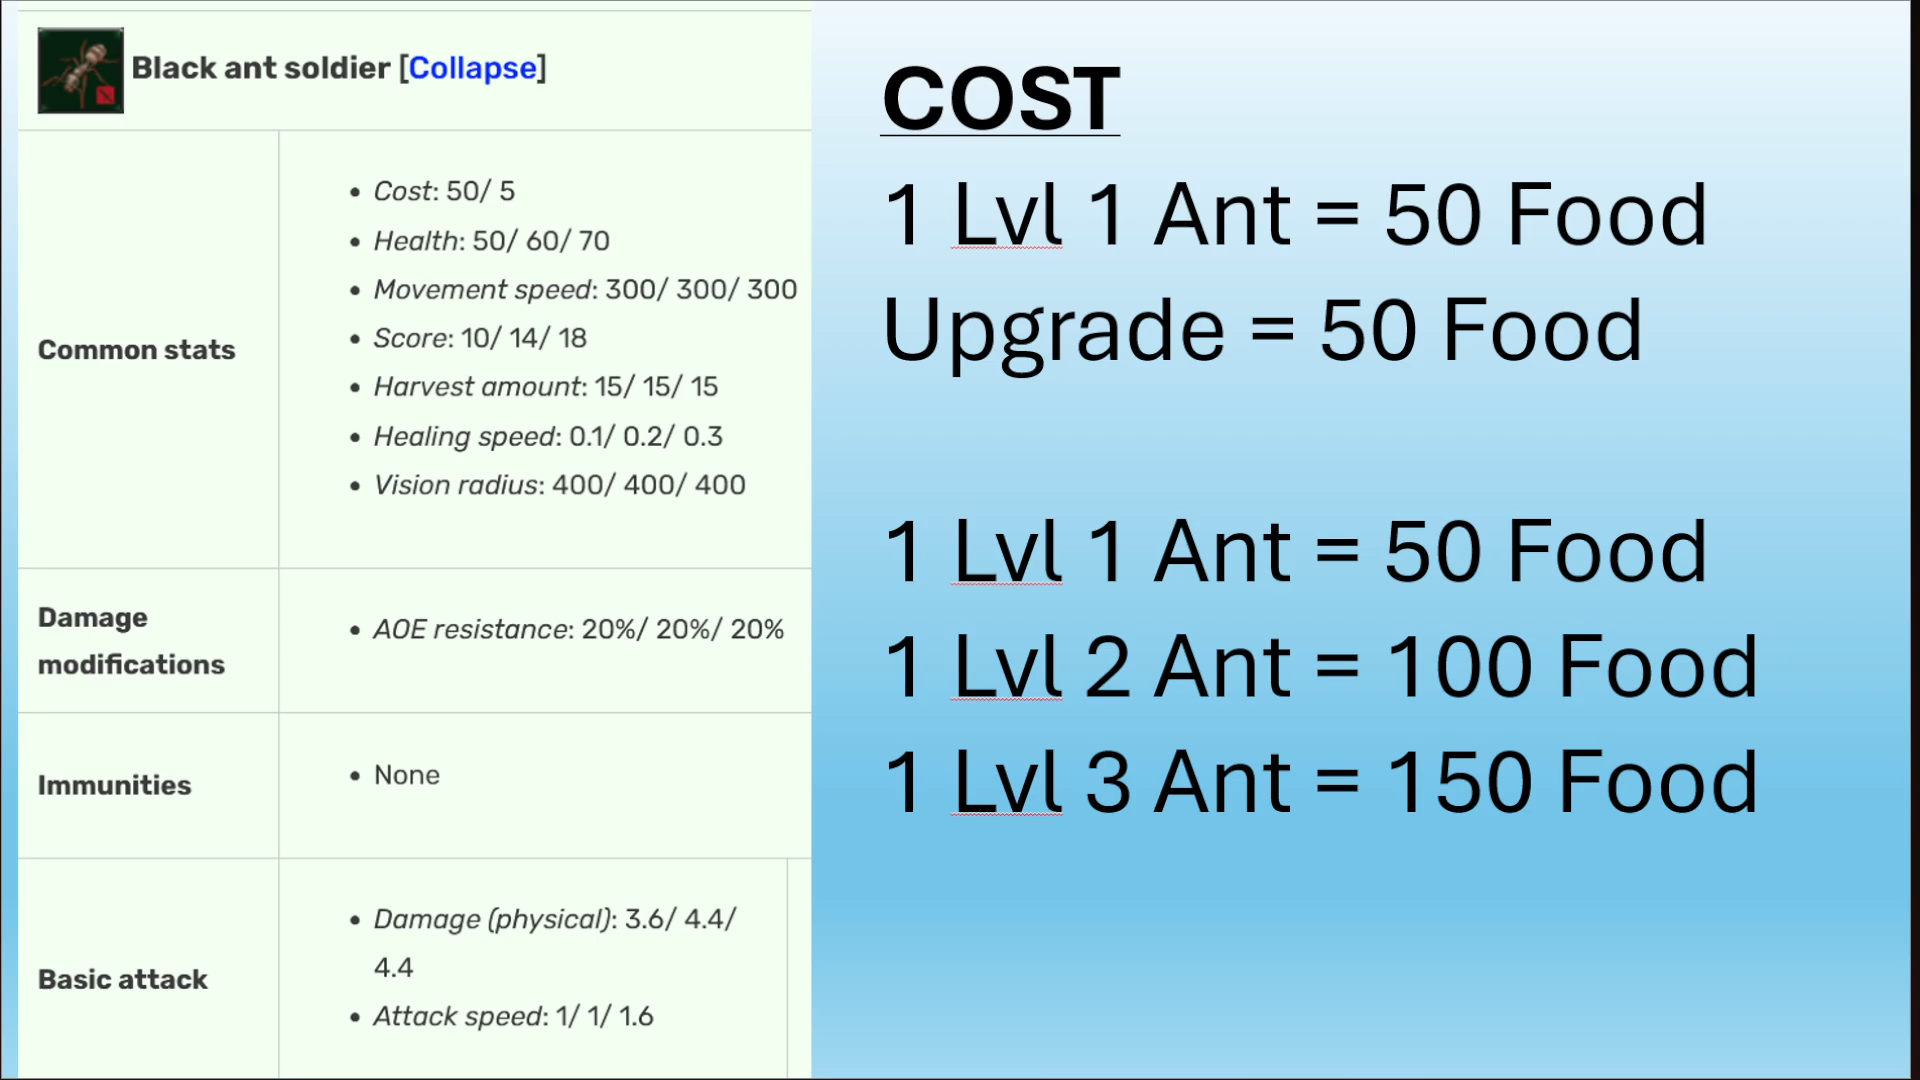 Black ant soldier [Collapse]
Common stats
Cost: 50/ 5
Health: 50/ 60/ 70
Movement speed: 300/ 300/ 300
Score: 10/ 14/ 18
Harvest amount: 15/ 15/ 15
Healing speed: 0.1/ 0.2/ 0.3
Vision radius: 400/ 400/ 400
Damage
modifications
AOE resistance: 20%/ 20%/ 20%
Immunities
None
Basic attack
Damage (physical): 3.6/ 4.4/
4.4
Attack speed: 1/ 1/ 1.6
COST
1 Lvl 1 Ant = 50 Food
Upgrade = 50 Food
1 Lvl 1 Ant = 50 Food
1 Lvl 2 Ant = 100 Food
1 Lvl 3 Ant = 150 Food